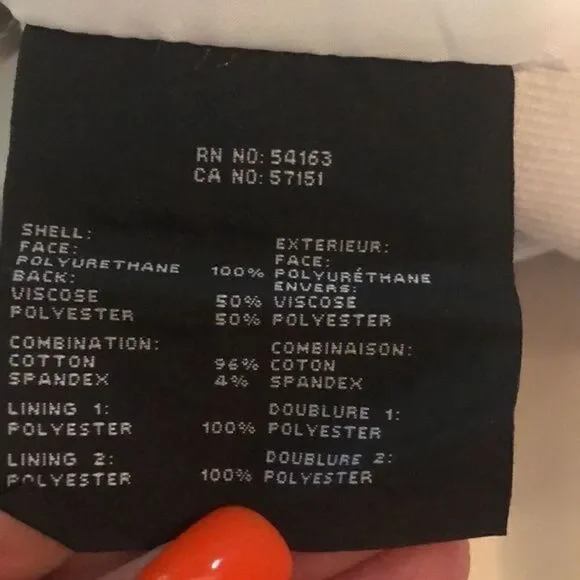 RN NO: 54163
CA NO: 57151
SHELL:
FACE:
POLYURETHANE 100%
BACK:
VISCOSE 50%
POLYESTER 50%
COMBINATION:
COTTON 96%
SPANDEX 4%
LINING 1:
POLYESTER 100%
LINING 2:
POLYESTER 100%
EXTERIEUR:
FACE:
POLYURÉTHANE
ENVERS:
VISCOSE
POLYESTER
COMBINAISON:
COTON
SPANDEX
DOUBLURE 1:
POLYESTER
DOUBLURE 2:
POLYESTER